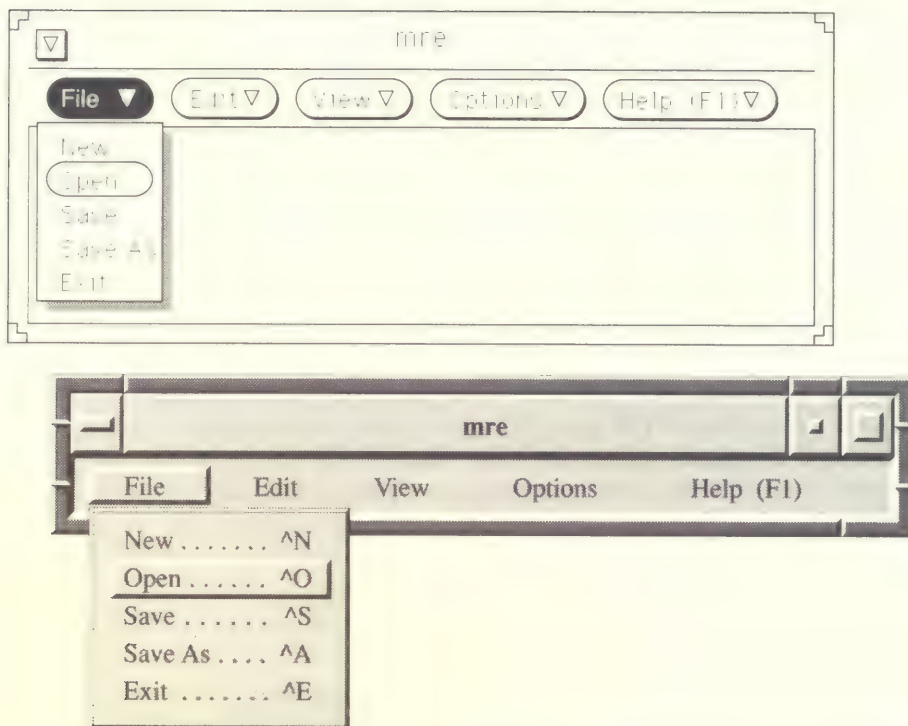 mre
File Edit View Options Help (F1)
New
Open
Save
Save As
Exit
mre
File Edit View Options Help (F1)
New ....... ^N
Open ...... ^O
Save ...... ^S
Save As .... ^A
Exit ....... ^E